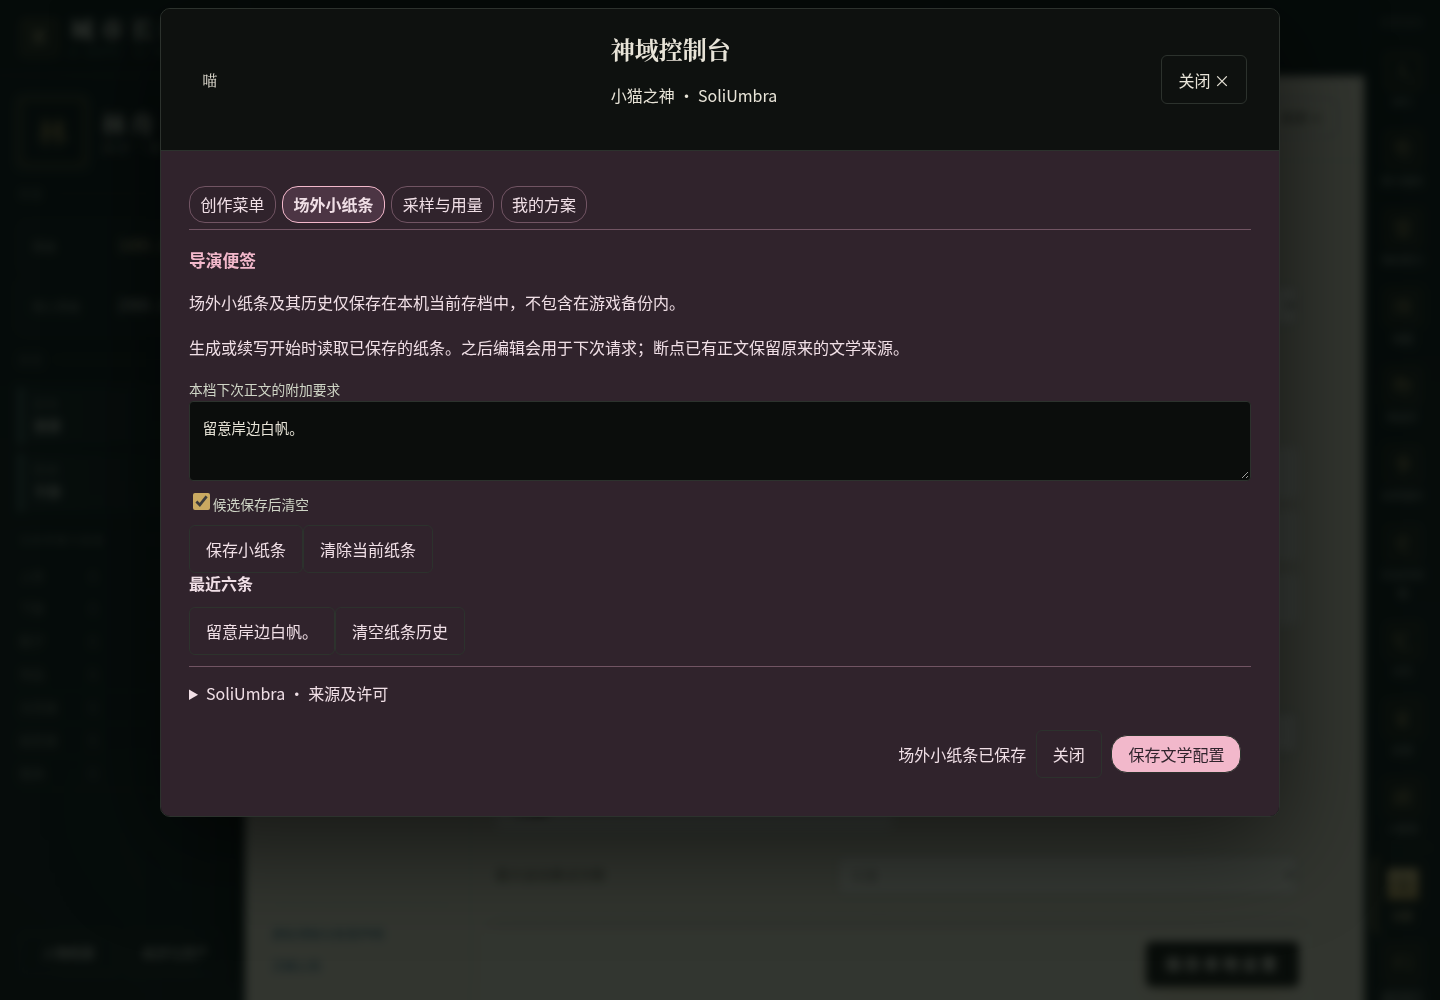 神域控制台
喵
小猫之神 · SoliUmbra
关闭 ×
创作菜单 场外小纸条 采样与用量 我的方案
导演便签
场外小纸条及其历史仅保存在本机当前存档中，不包含在游戏备份内。
生成或续写开始时读取已保存的纸条。之后编辑会用于下次请求；断点已有正文保留原来的文学来源。
本档下次正文的附加要求
留意岸边白帆。
候选保存后清空
保存小纸条 清除当前纸条
最近六条
留意岸边白帆。 清空纸条历史
SoliUmbra · 来源及许可
场外小纸条已保存 关闭 保存文学配置